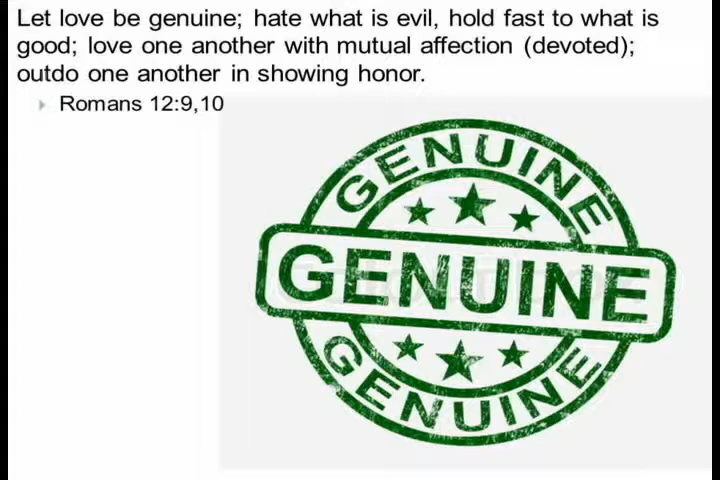 Let love be genuine; hate what is evil, hold fast to what is
good; love one another with mutual affection (devoted);
outdo one another in showing honor.
Romans 12:9,10
GENUINE
GENUINE
GENUINE